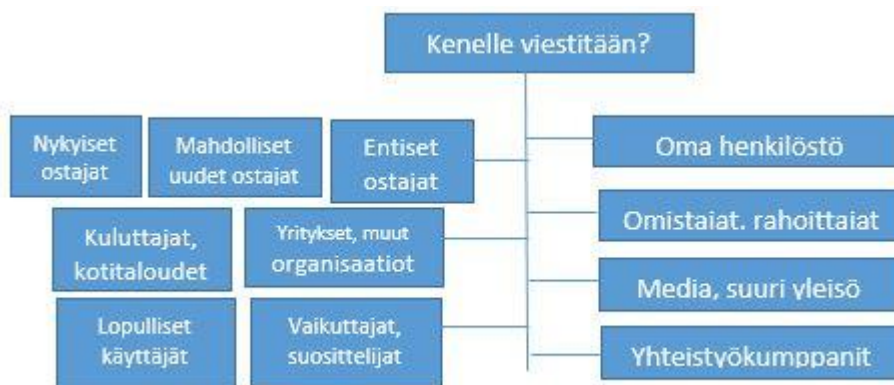 Kenelle viestitään?
Nykyiset
ostajat
Mahdolliset
uudet ostajat
Entiset
ostajat
Oma henkilöstö
Kuluttajat,
kotitaloudet
Yritykset, muut
organisaatiot
Omistajat, rahoittajat
Media, suuri yleisö
Lopulliset
käyttäjät
Vaikuttajat,
suosittelijat
Yhteistyökumppanit